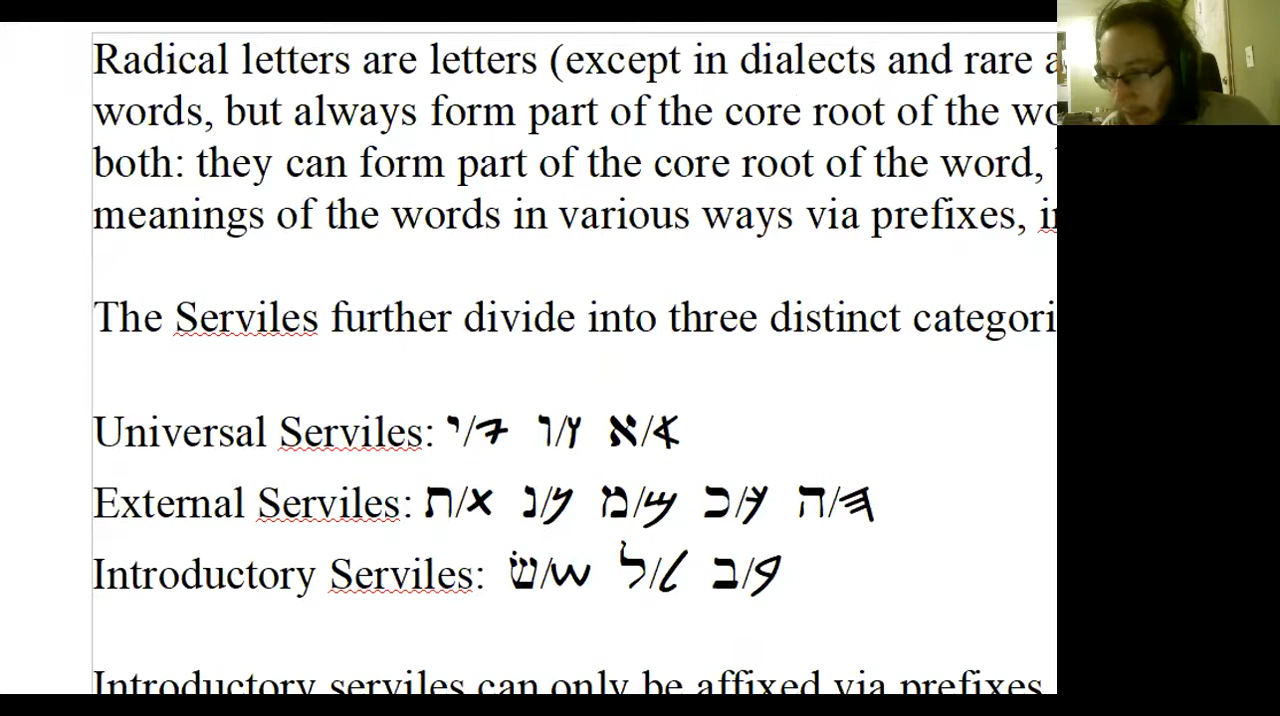 Radical letters are letters (except in dialects and rare
words, but always form part of the core root of the
both: they can form part of the core root of the word,
meanings of the words in various ways via prefixes,
The Serviles further divide into three distinct
Universal Serviles: י/𐤉 ו/𐤅 א/𐤀
External Serviles: ת/𐤕 נ/𐤍 מ/𐤌 כ/𐤊 ה/𐤄
Introductory Serviles: שׁ/𐤔 ל/𐤋 ב/𐤁
Introductory serviles can only be affixed via prefixes